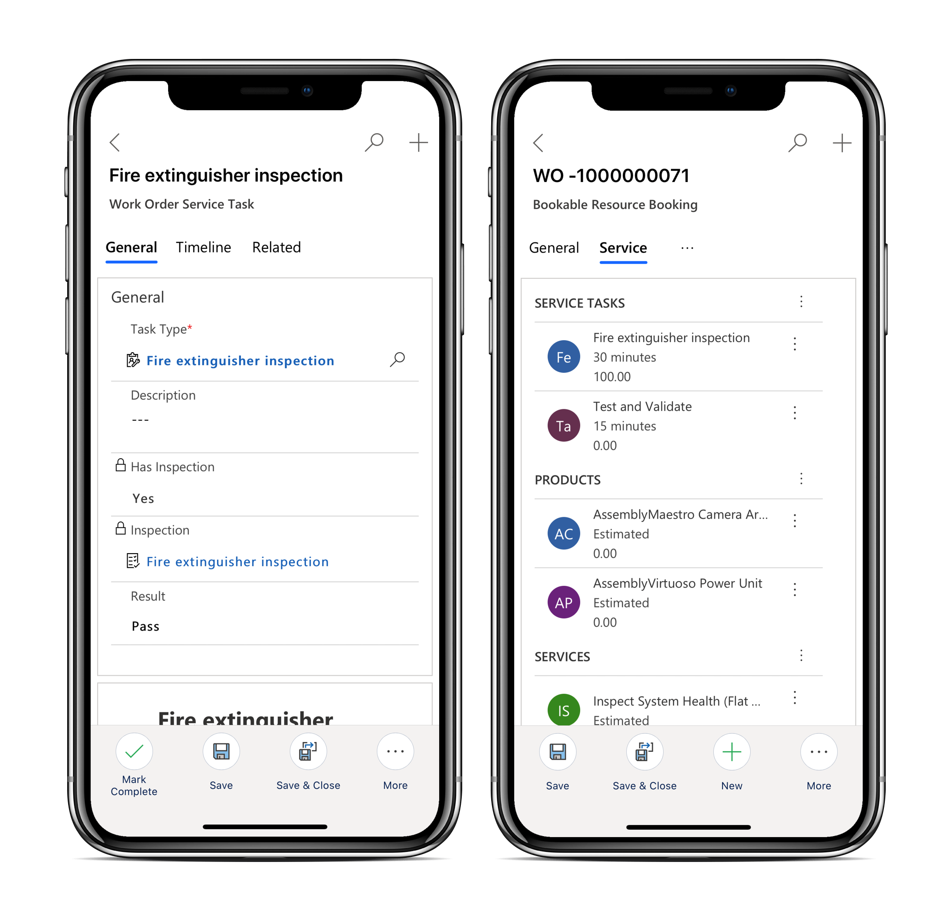 Fire extinguisher inspection
Work Order Service Task
General Timeline Related
General
Task Type*
Fire extinguisher inspection
Description
---
Has Inspection
Yes
Inspection
Fire extinguisher inspection
Result
Pass
Fire extinguisher
Mark
Complete
Save
Save & Close
More
WO -1000000071
Bookable Resource Booking
General Service ...
SERVICE TASKS
Fe
Fire extinguisher inspection
30 minutes
100.00
Ta
Test and Validate
15 minutes
0.00
PRODUCTS
AC
AssemblyMaestro Camera Ar...
Estimated
0.00
AP
AssemblyVirtuoso Power Unit
Estimated
0.00
SERVICES
IS
Inspect System Health (Flat ...
Estimated
Save
Save & Close
New
More